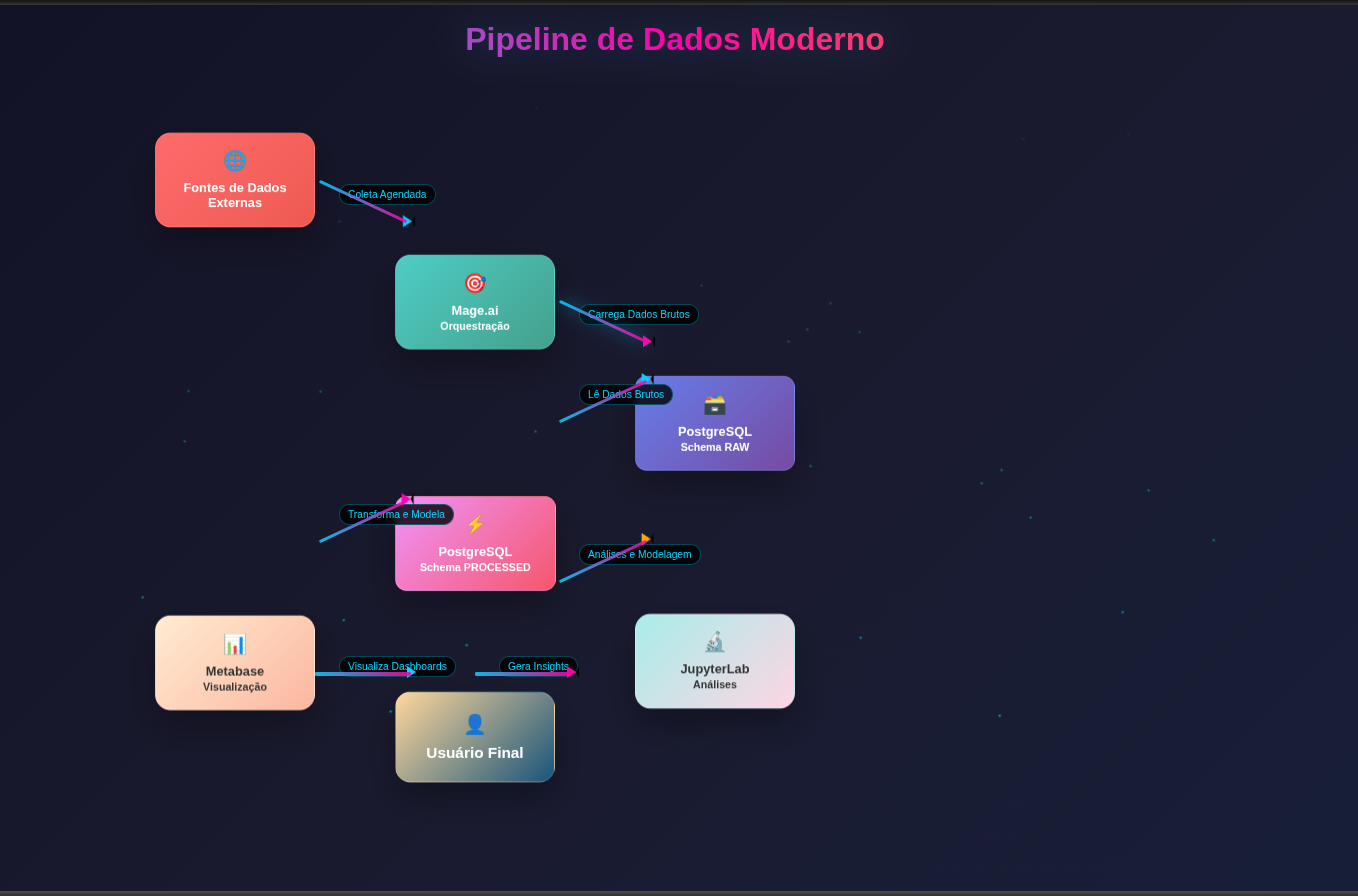 Pipeline de Dados Moderno
Fontes de Dados
Externas
Coleta Agendada
Mage.ai
Orquestração
Carrega Dados Brutos
Lê Dados Brutos
PostgreSQL
Schema RAW
Transforma e Modela
PostgreSQL
Schema PROCESSED
Análises e Modelagem
Metabase
Visualização
Visualiza Dashboards
Gera Insights
JupyterLab
Análises
Usuário Final